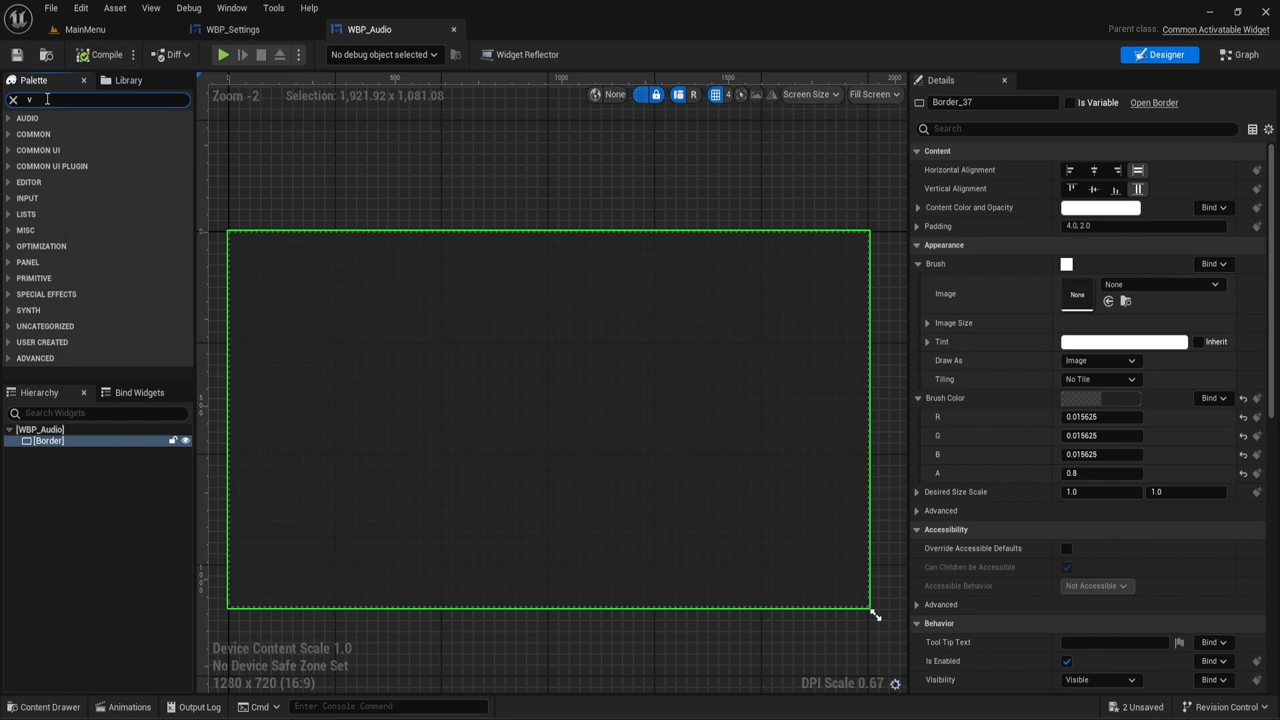 File Edit Asset View Debug Window Tools Help
MainMenu WBP_Settings WBP_Audio Parent class: Common Activatable Widget
Compile Diff No debug object selected Widget Reflector Designer Graph
Palette Library
v
AUDIO
COMMON
COMMON UI
COMMON UI PLUGIN
EDITOR
INPUT
LISTS
MISC
OPTIMIZATION
PANEL
PRIMITIVE
SPECIAL EFFECTS
SYNTH
UNCATEGORIZED
USER CREATED
ADVANCED
Hierarchy Bind Widgets
Search Widgets
[WBP_Audio]
[Border]
0 500 1000 1500 2000
Zoom -2 Selection: 1,921.92 x 1,081.08 None R 4 Screen Size Fill Screen
Device Content Scale 1.0
No Device Safe Zone Set
1280 x 720 (16:9) DPI Scale 0.67
Details
Border_37 Is Variable Open Border
Search
Content
Horizontal Alignment
Vertical Alignment
Content Color and Opacity Bind
Padding 4.0, 2.0
Appearance
Brush Bind
Image None None
Image Size
Tint Inherit
Draw As Image
Tiling No Tile
Brush Color Bind
R 0.015625
G 0.015625
B 0.015625
A 0.8
Desired Size Scale 1.0 1.0
Advanced
Accessibility
Override Accessible Defaults
Can Children be Accessible
Accessible Behavior Not Accessible
Advanced
Behavior
Tool Tip Text Bind
Is Enabled Bind
Visibility Visible Bind
Content Drawer Animations Output Log Cmd Enter Console Command 2 Unsaved Revision Control